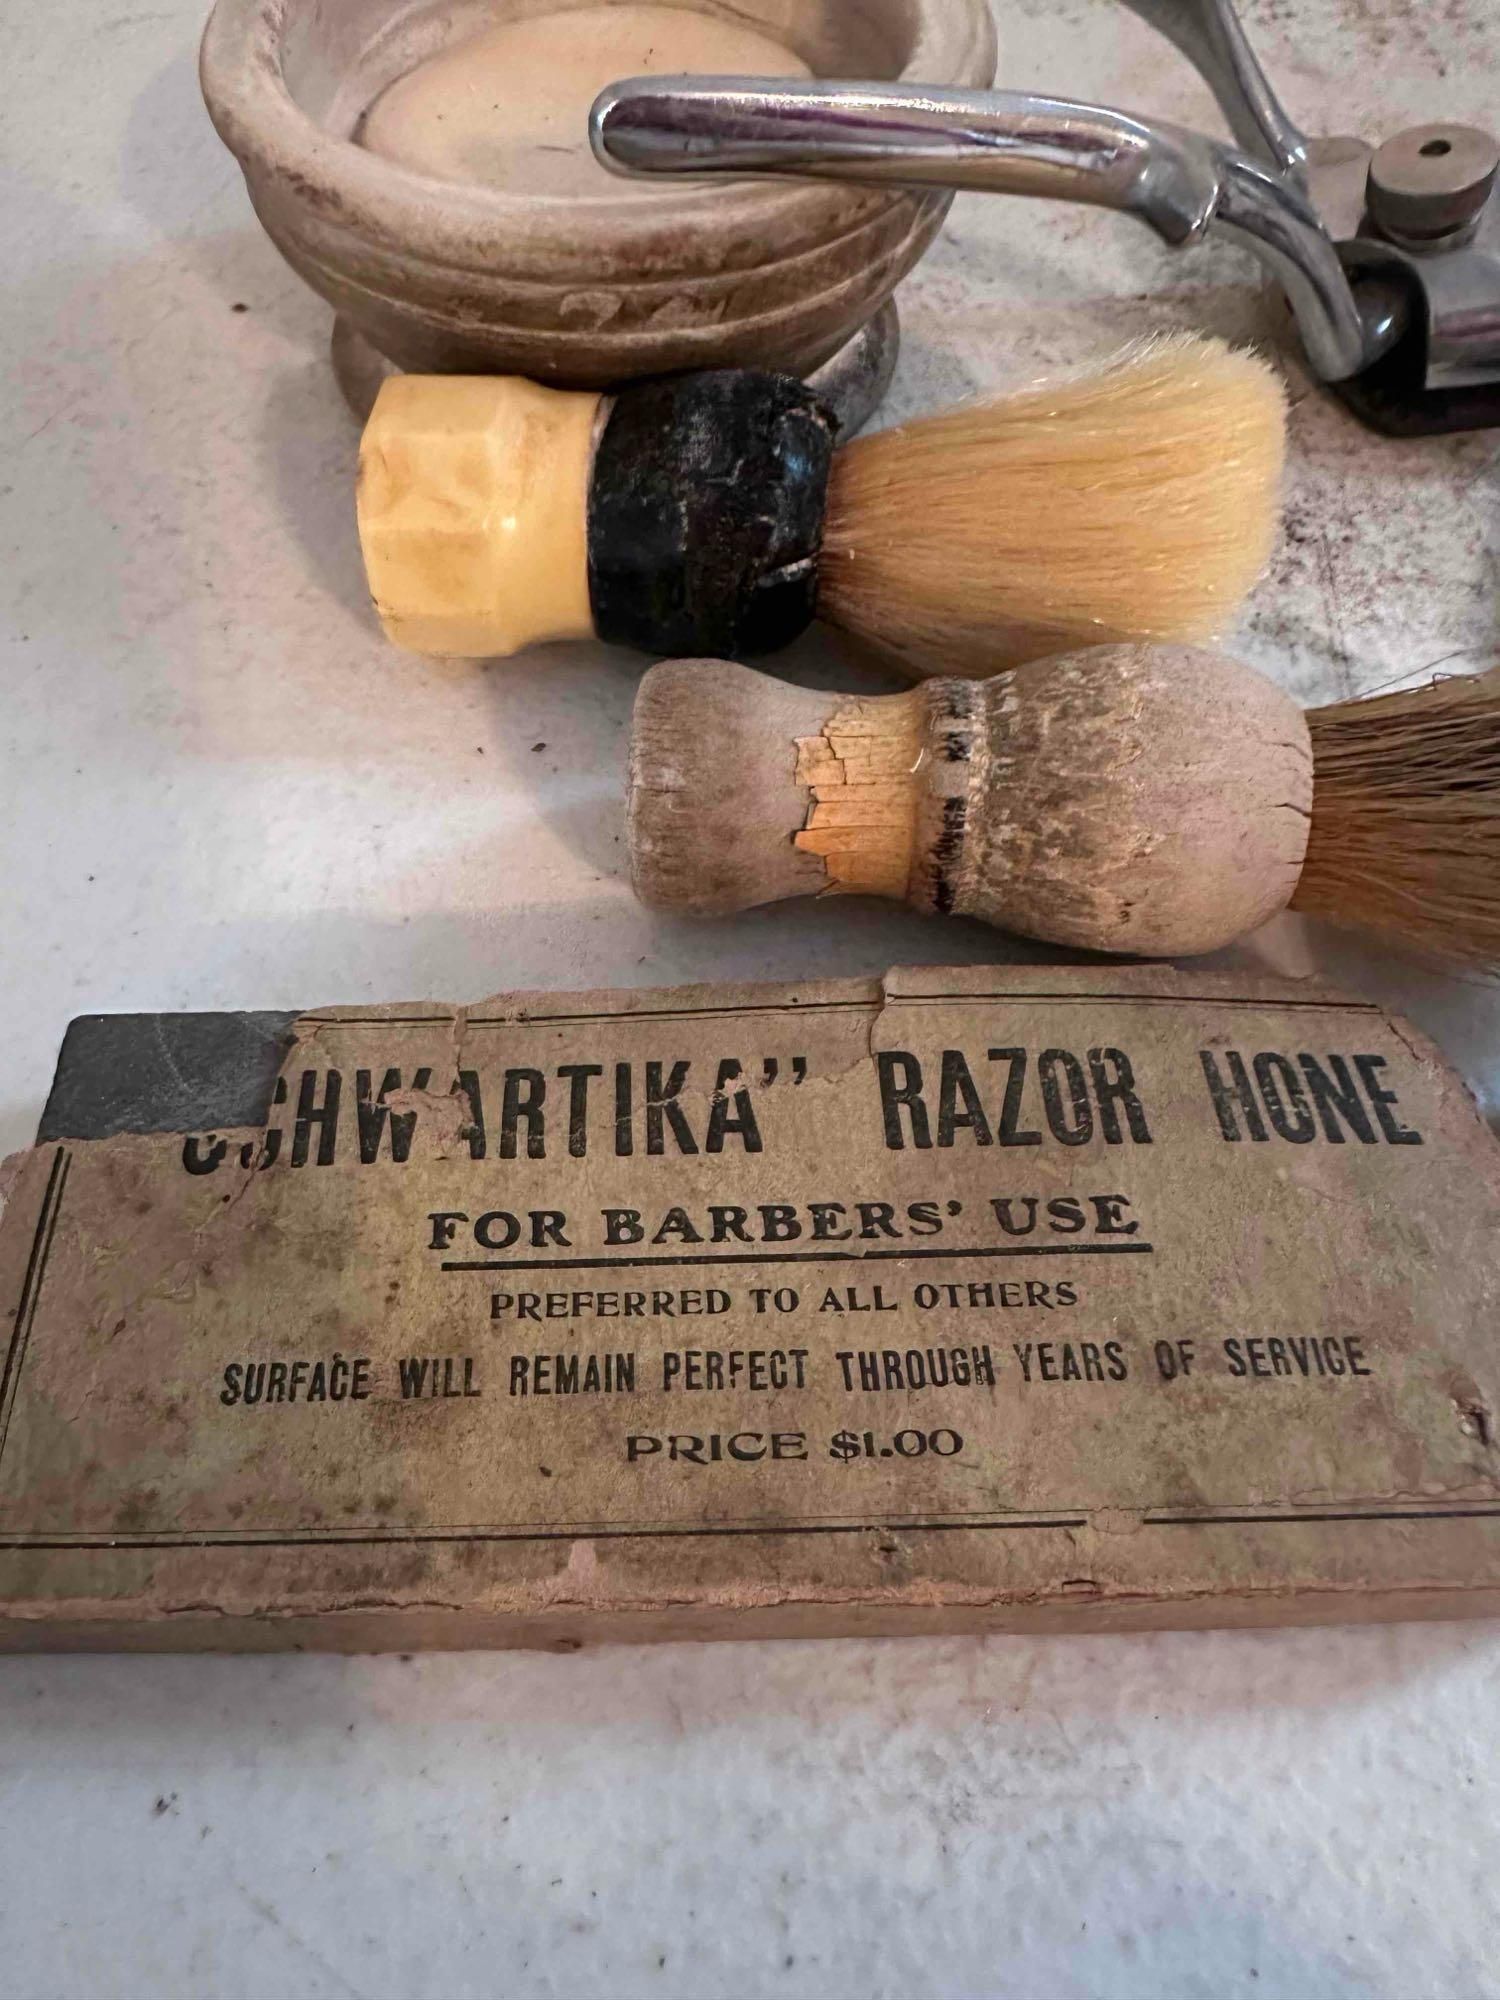 SCHWARTIKA” RAZOR HONE
FOR BARBERS' USE
PREFERRED TO ALL OTHERS
SURFACE WILL REMAIN PERFECT THROUGH YEARS OF SERVICE
PRICE $1.00